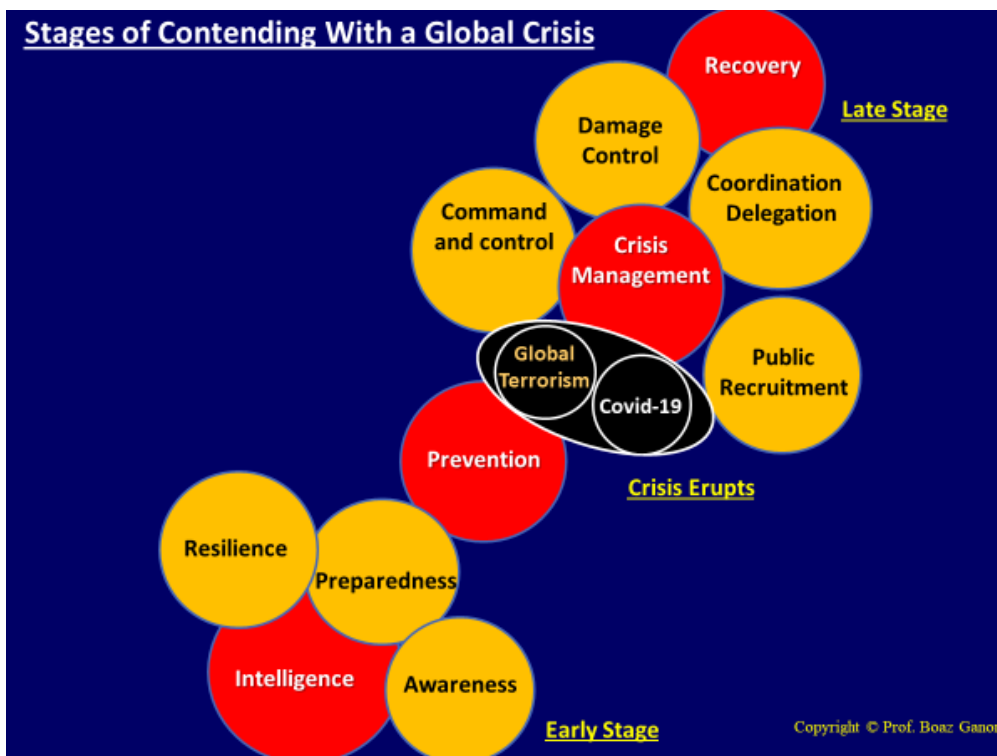 Stages of Contending With a Global Crisis
Recovery
Late Stage
Damage
Control
Coordination
Delegation
Command
and control
Crisis
Management
Global
Terrorism
Covid-19
Public
Recruitment
Prevention
Crisis Erupts
Resilience
Preparedness
Intelligence
Awareness
Early Stage
Copyright © Prof. Boaz Ganor